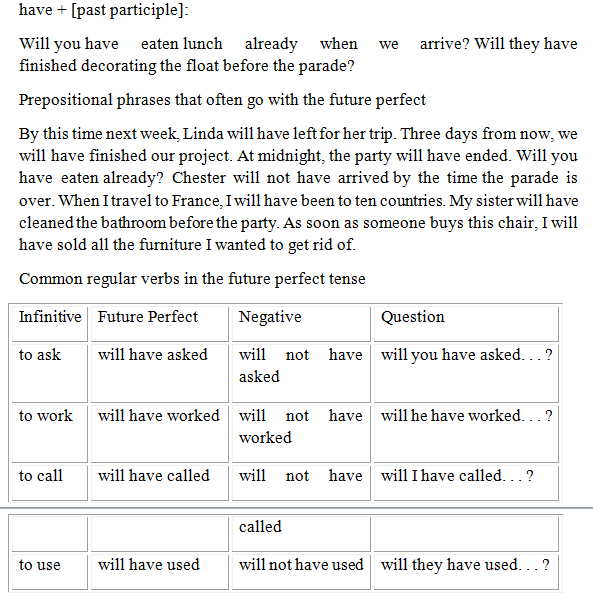 have + [past participle]:
Will you have eaten lunch already when we arrive? Will they have
finished decorating the float before the parade?
Prepositional phrases that often go with the future perfect
By this time next week, Linda will have left for her trip. Three days from now, we
will have finished our project. At midnight, the party will have ended. Will you
have eaten already? Chester will not have arrived by the time the parade is
over. When I travel to France, I will have been to ten countries. My sister will have
cleaned the bathroom before the party. As soon as someone buys this chair, I will
have sold all the furniture I wanted to get rid of.
Common regular verbs in the future perfect tense
Infinitive Future Perfect Negative Question
to ask will have asked will not have will you have asked. . . ?
asked
to work will have worked will not have will he have worked. . . ?
worked
to call will have called will not have will I have called. . . ?
called
to use will have used will not have used will they have used. . . ?